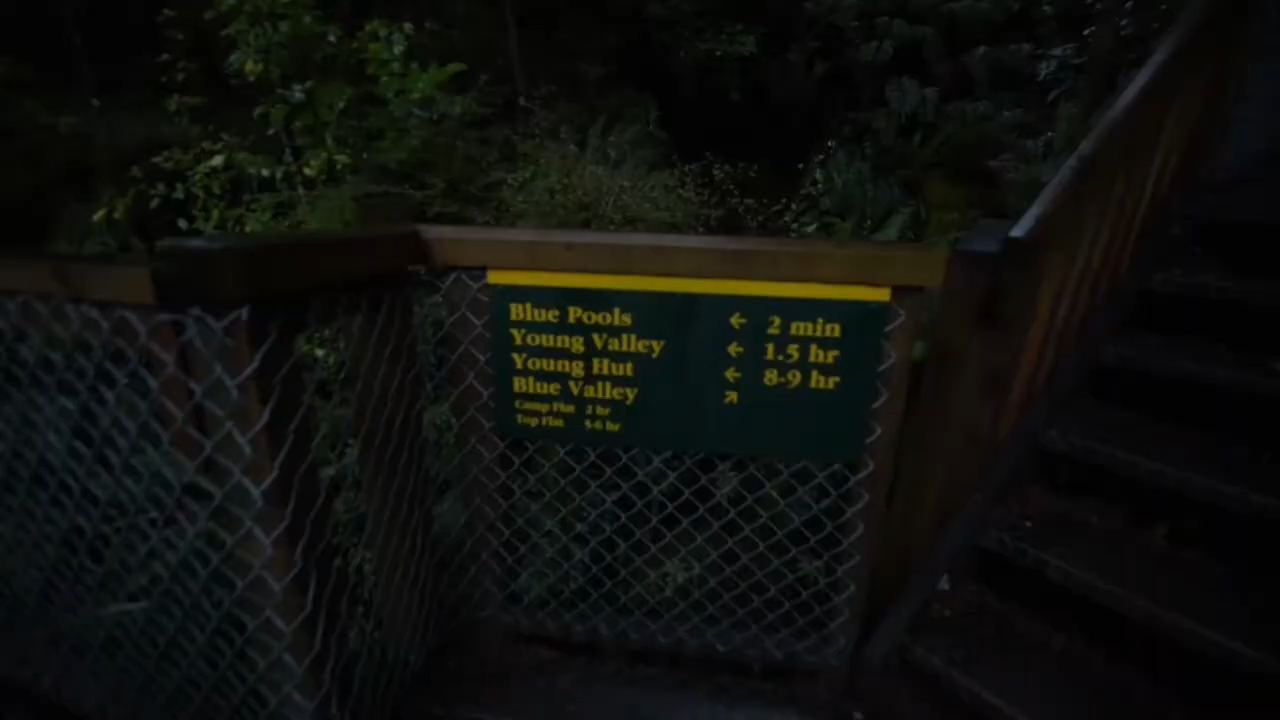 Blue Pools ← 2 min
Young Valley ← 1.5 hr
Young Hut ← 8-9 hr
Blue Valley ↗
Camp Flat 2 hr
Top Flat 5-6 hr